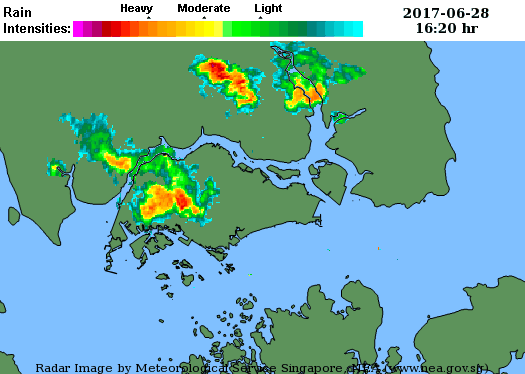 Rain Heavy Moderate Light 2017-06-28
Intensities: 16:20 hr
Radar Image by Meteorological Service Singapore (www.nea.gov.sg)